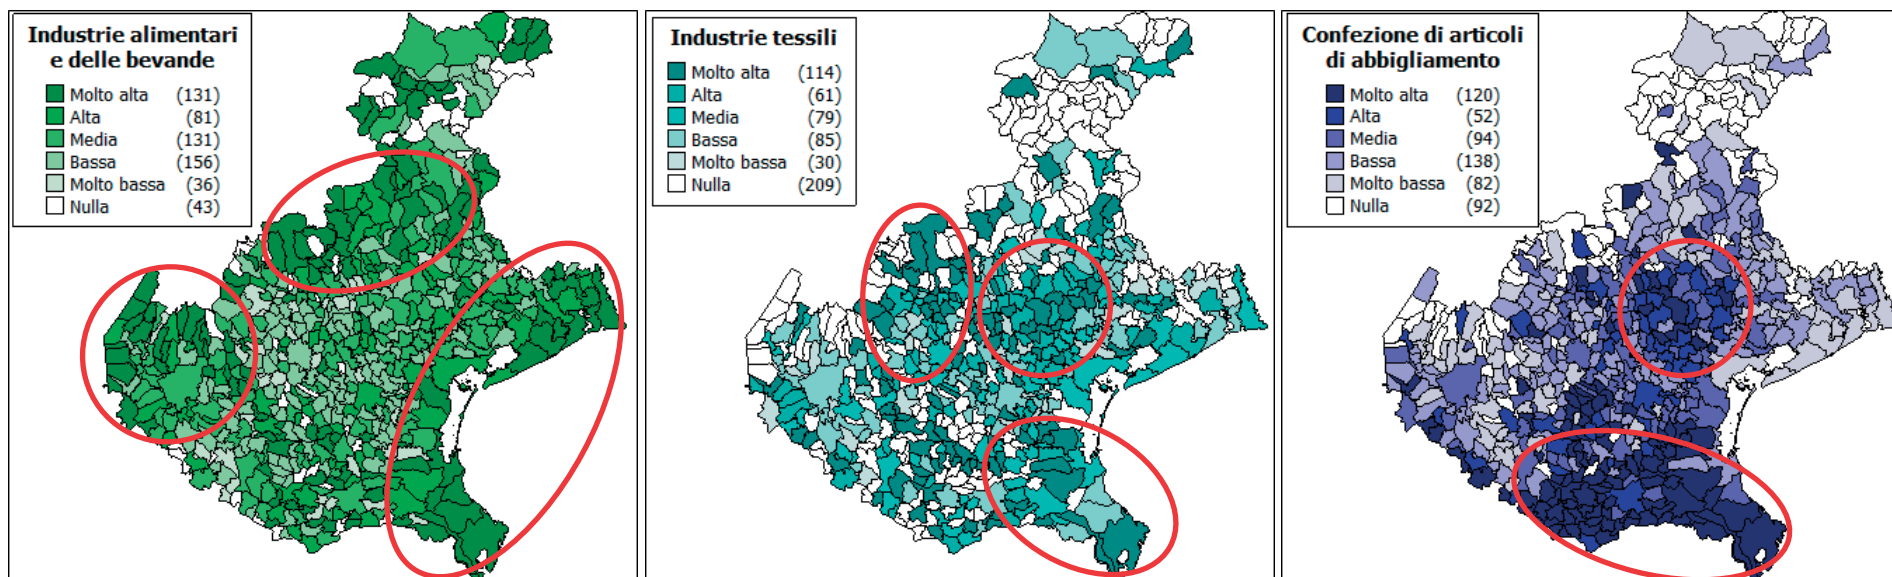 Industrie alimentari
e delle bevande
Molto alta (131)
Alta (81)
Media (131)
Bassa (156)
Molto bassa (36)
Nulla (43)
Industrie tessili
Molto alta (114)
Alta (61)
Media (79)
Bassa (85)
Molto bassa (30)
Nulla (209)
Confezione di articoli
di abbigliamento
Molto alta (120)
Alta (52)
Media (94)
Bassa (138)
Molto bassa (82)
Nulla (92)